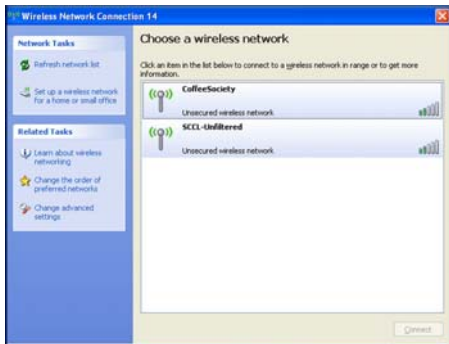 Wireless Network Connection 14
Network Tasks
Refresh network list
Set up a wireless network
for a home or small office
Related Tasks
Learn about wireless
networking
Change the order of
preferred networks
Change advanced
settings
Choose a wireless network
Click an item in the list below to connect to a wireless network in range or to get more
information.
CoffeeSociety
Unsecured wireless network
SCCL-Unfiltered
Unsecured wireless network
Connect